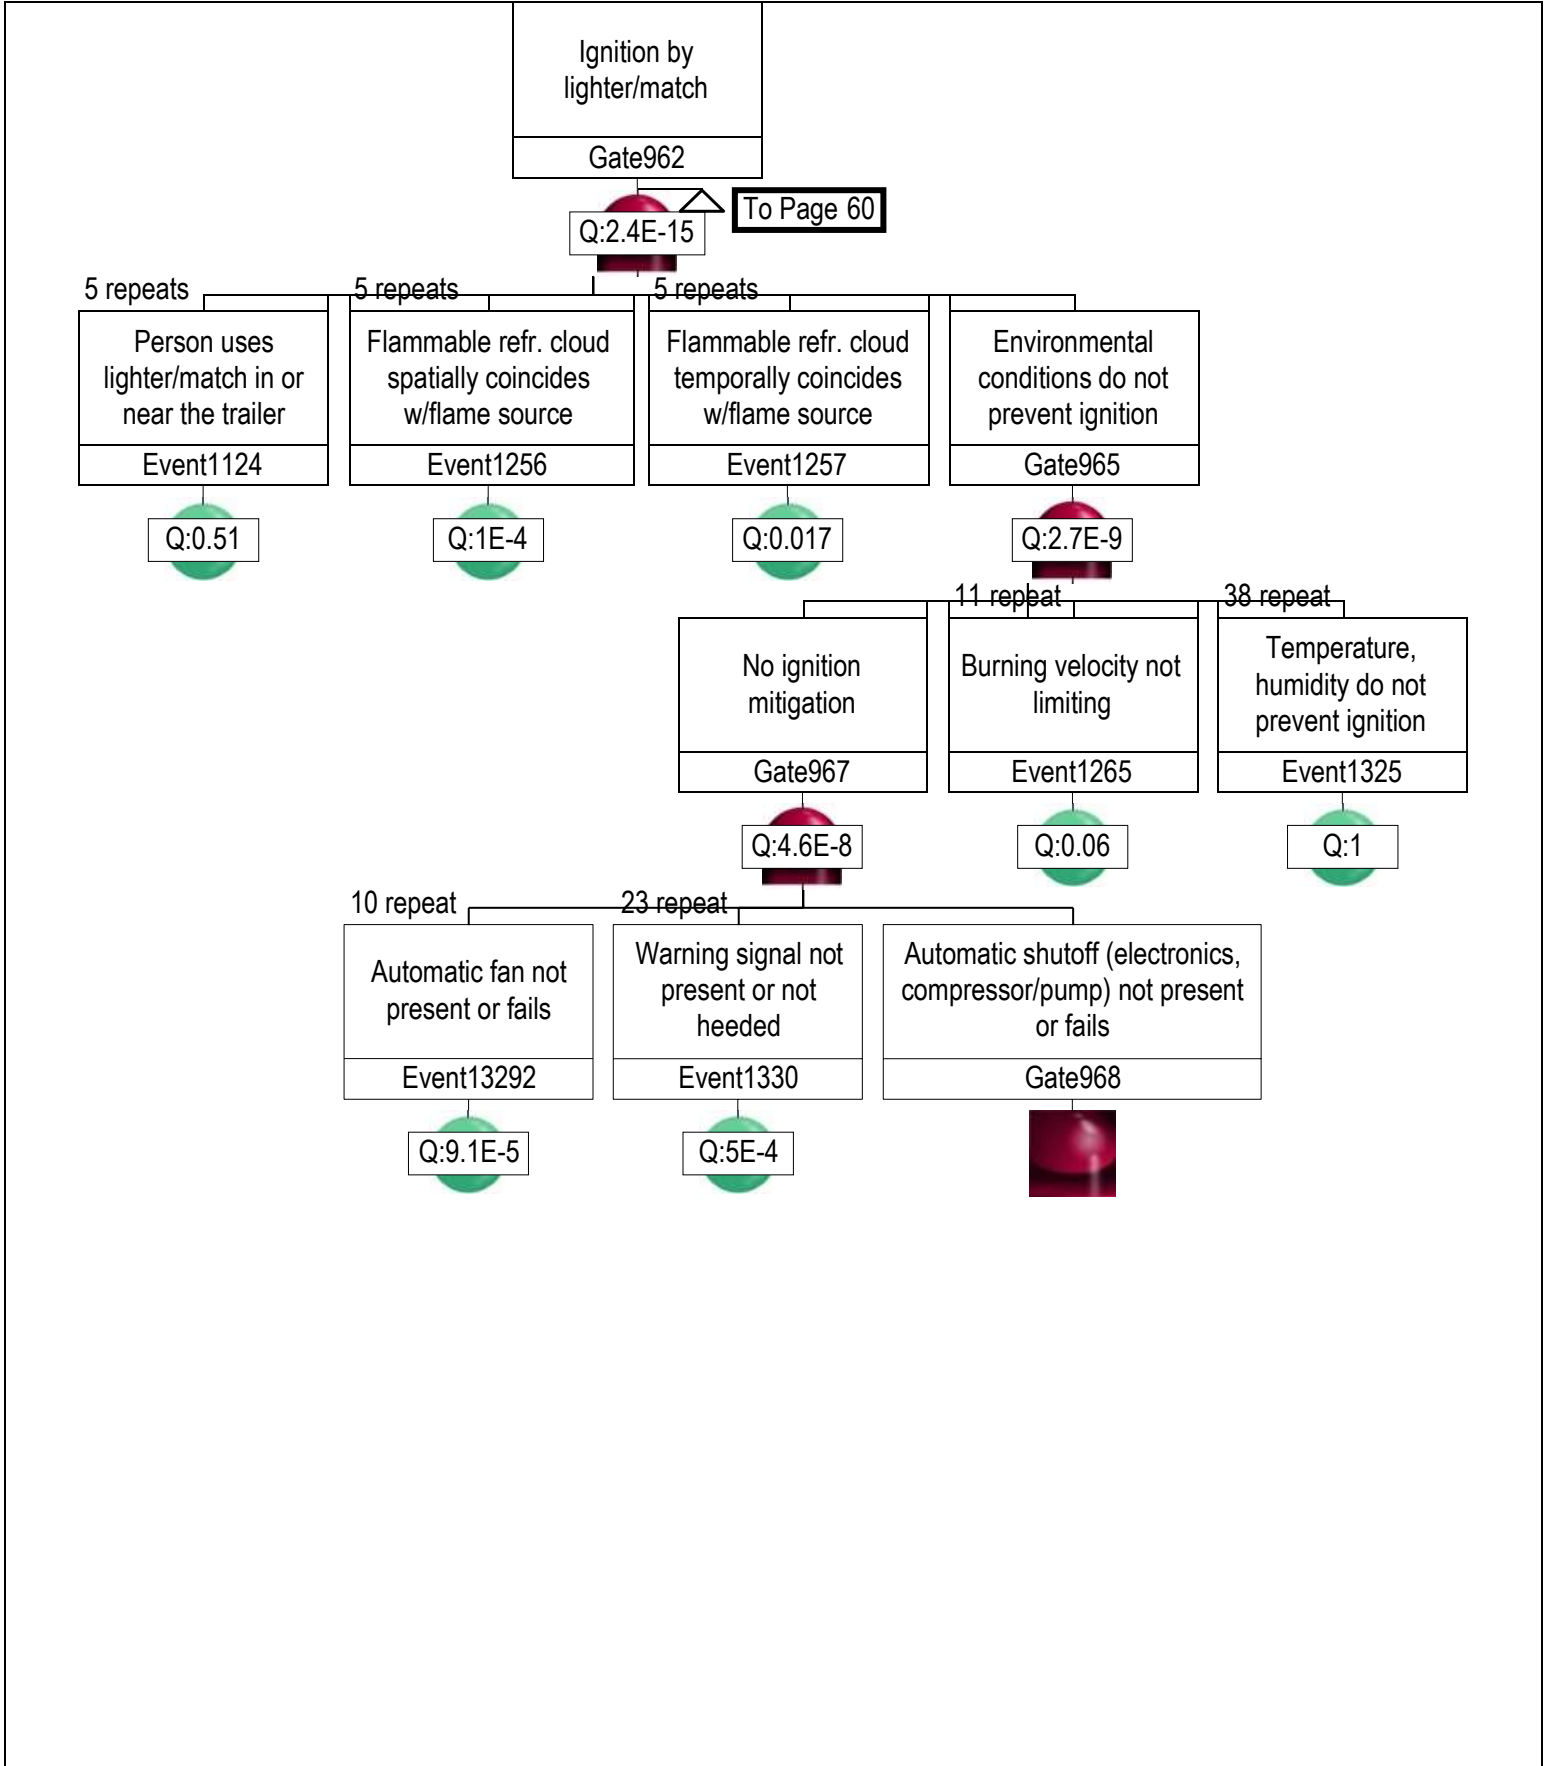 Ignition by
lighter/match
Gate962
To Page 60
Q:2.4E-15
5 repeats
5 repeats
5 repeats
Person uses
lighter/match in or
near the trailer
Event1124
Q:0.51
Flammable refr. cloud
spatially coincides
w/flame source
Event1256
Q:1E-4
Flammable refr. cloud
temporally coincides
w/flame source
Event1257
Q:0.017
Environmental
conditions do not
prevent ignition
Gate965
Q:2.7E-9
11 repeat
38 repeat
No ignition
mitigation
Gate967
Q:4.6E-8
Burning velocity not
limiting
Event1265
Q:0.06
Temperature,
humidity do not
prevent ignition
Event1325
Q:1
10 repeat
23 repeat
Automatic fan not
present or fails
Event13292
Q:9.1E-5
Warning signal not
present or not
heeded
Event1330
Q:5E-4
Automatic shutoff (electronics,
compressor/pump) not present
or fails
Gate968